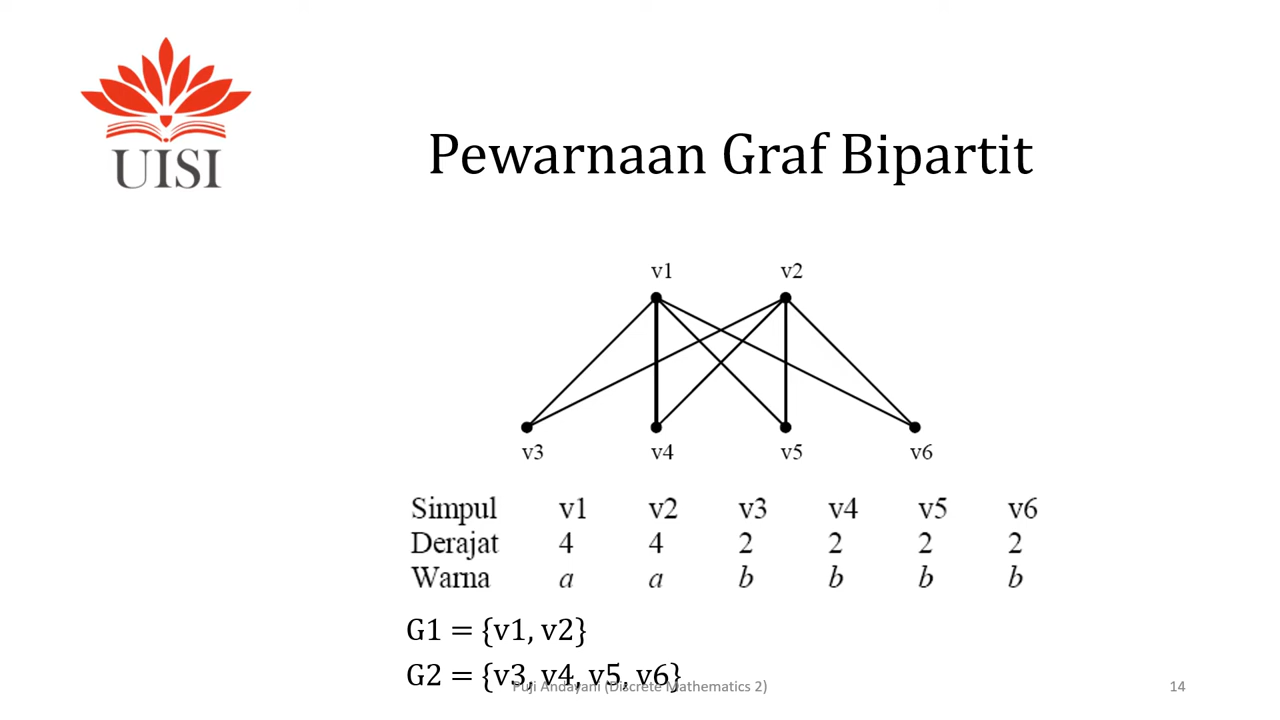 UISI
Pewarnaan Graf Bipartit
v1 v2
v3 v4 v5 v6
Simpul v1 v2 v3 v4 v5 v6
Derajat 4 4 2 2 2 2
Warna a a b b b b
G1 = {v1, v2}
G2 = {v3, v4, v5, v6}
Puji Andayani (Discrete Mathematics 2)
14